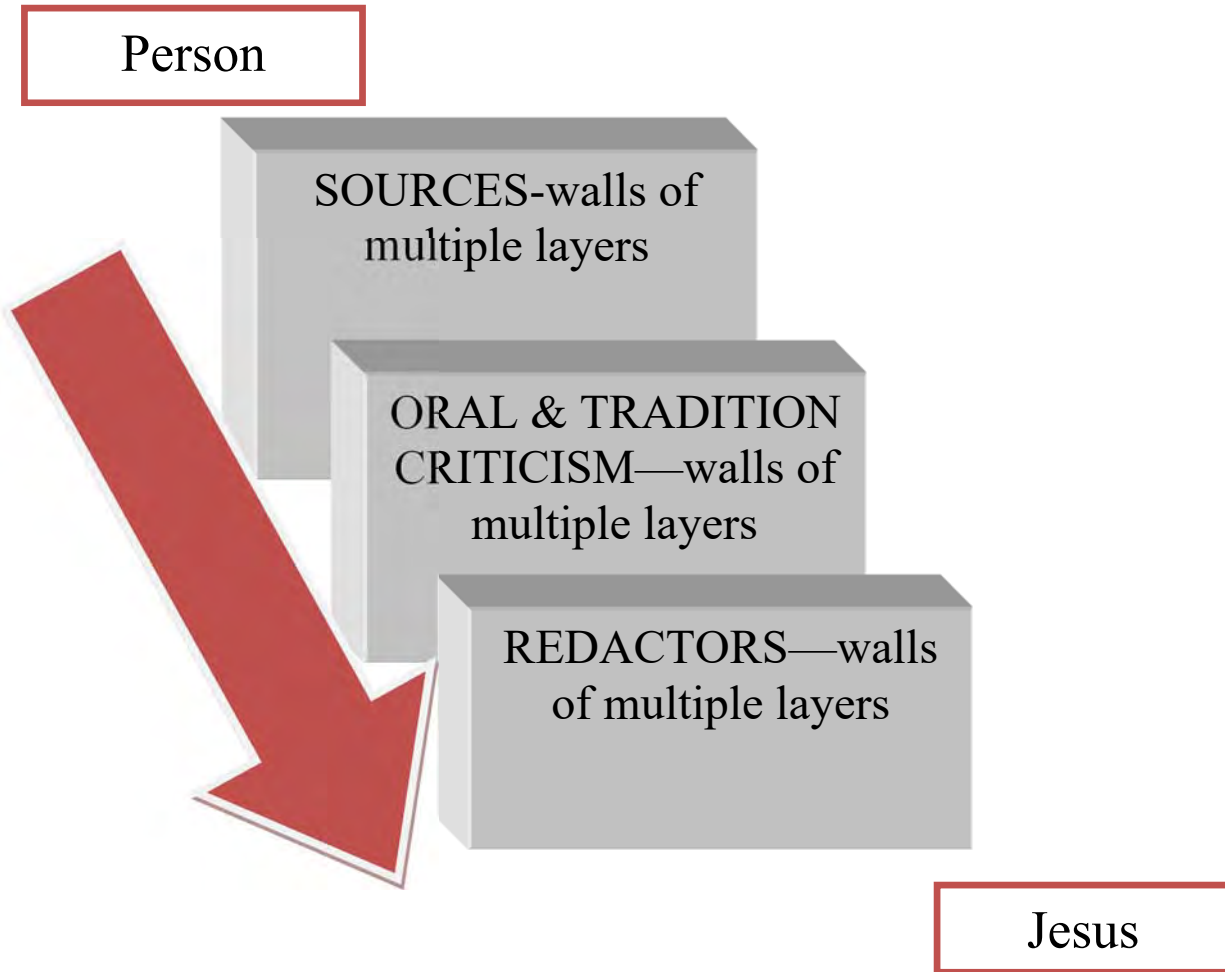 Person
SOURCES-walls of
multiple layers
ORAL & TRADITION
CRITICISM—walls of
multiple layers
REDACTORS—walls
of multiple layers
Jesus